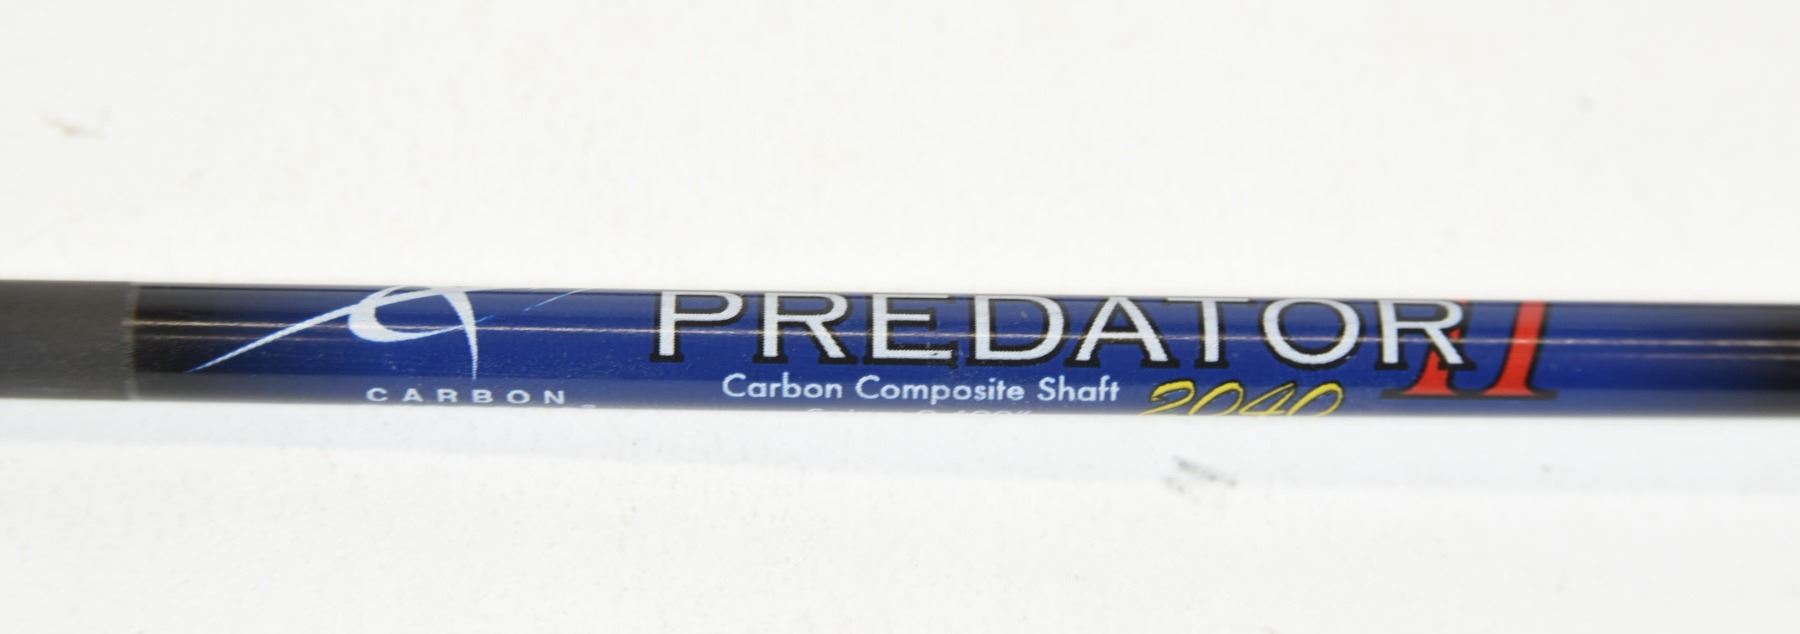 PREDATOR II
CARBON
Carbon Composite Shaft 2040